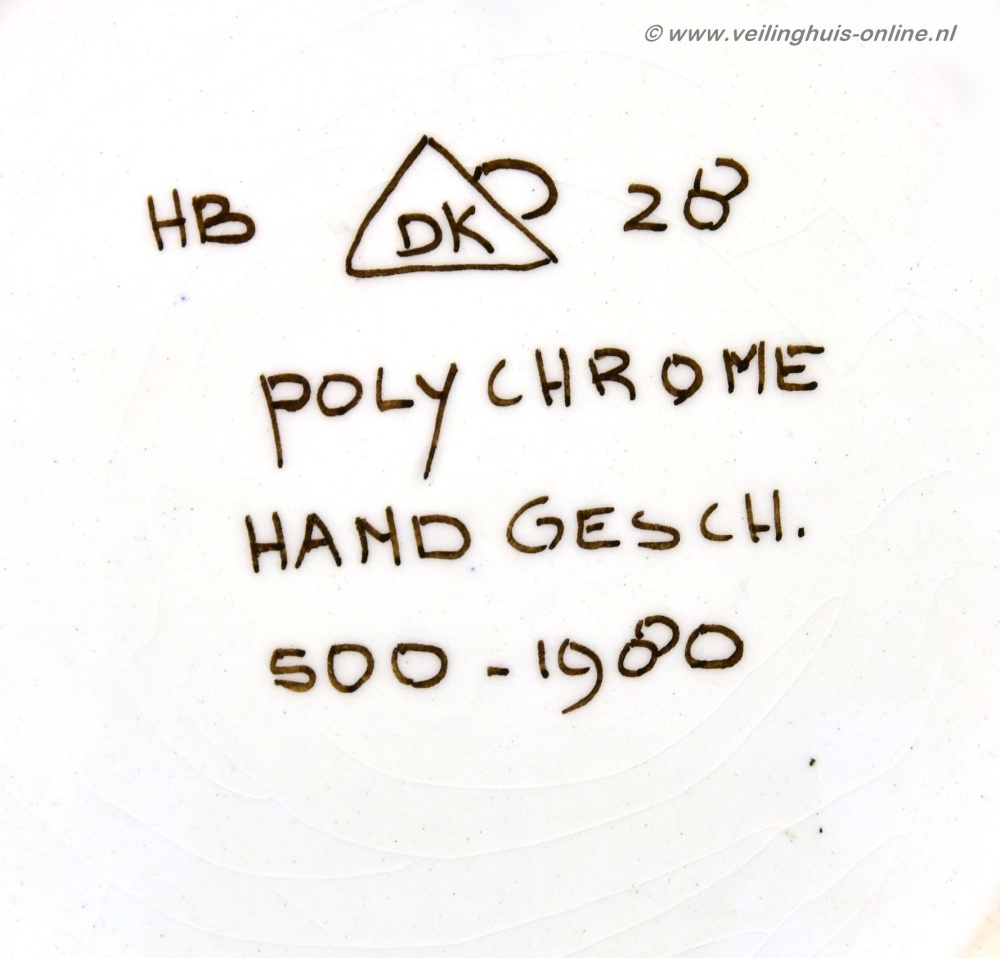 © www.veilinghuis-online.nl
HB DK 28
POLYCHROME
HAND GESCH.
500-1980